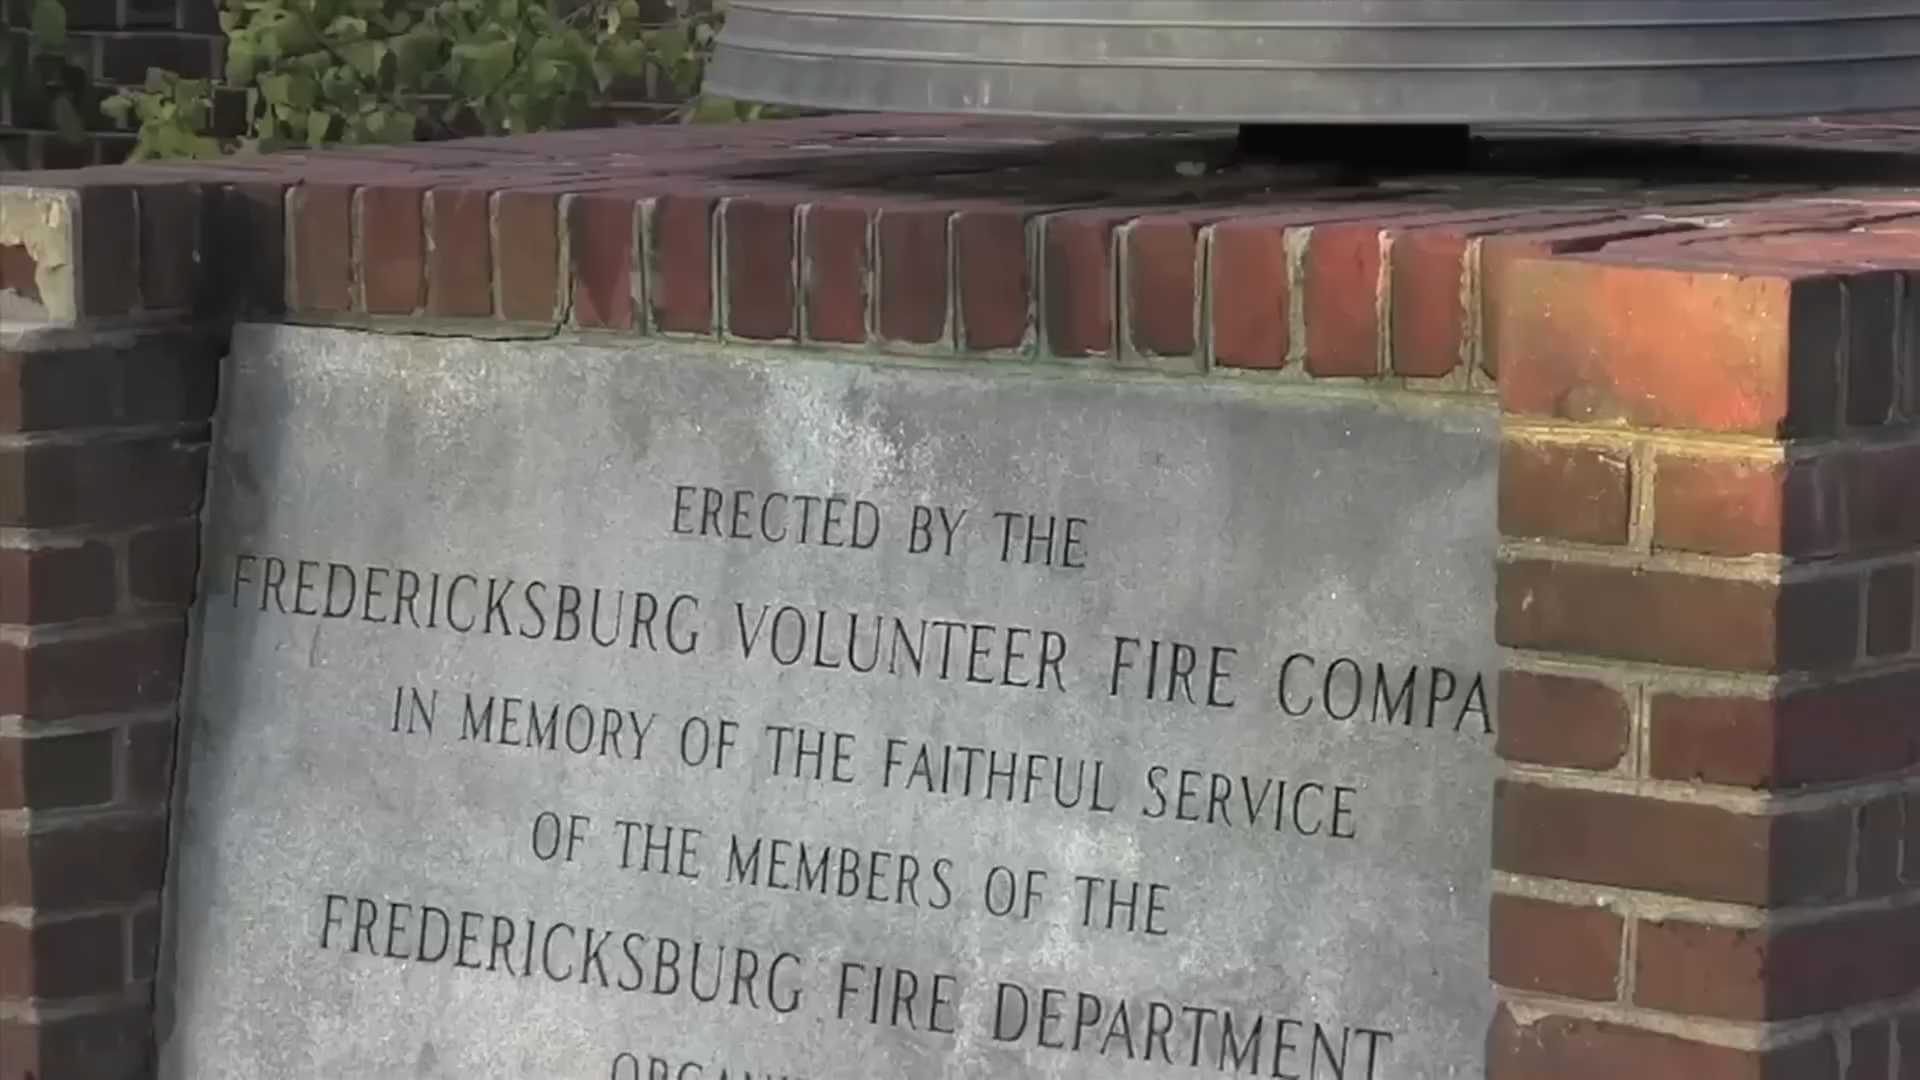 ERECTED BY THE
FREDERICKSBURG VOLUNTEER FIRE COMPA
IN MEMORY OF THE FAITHFUL SERVICE
OF THE MEMBERS OF THE
FREDERICKSBURG FIRE DEPARTMENT